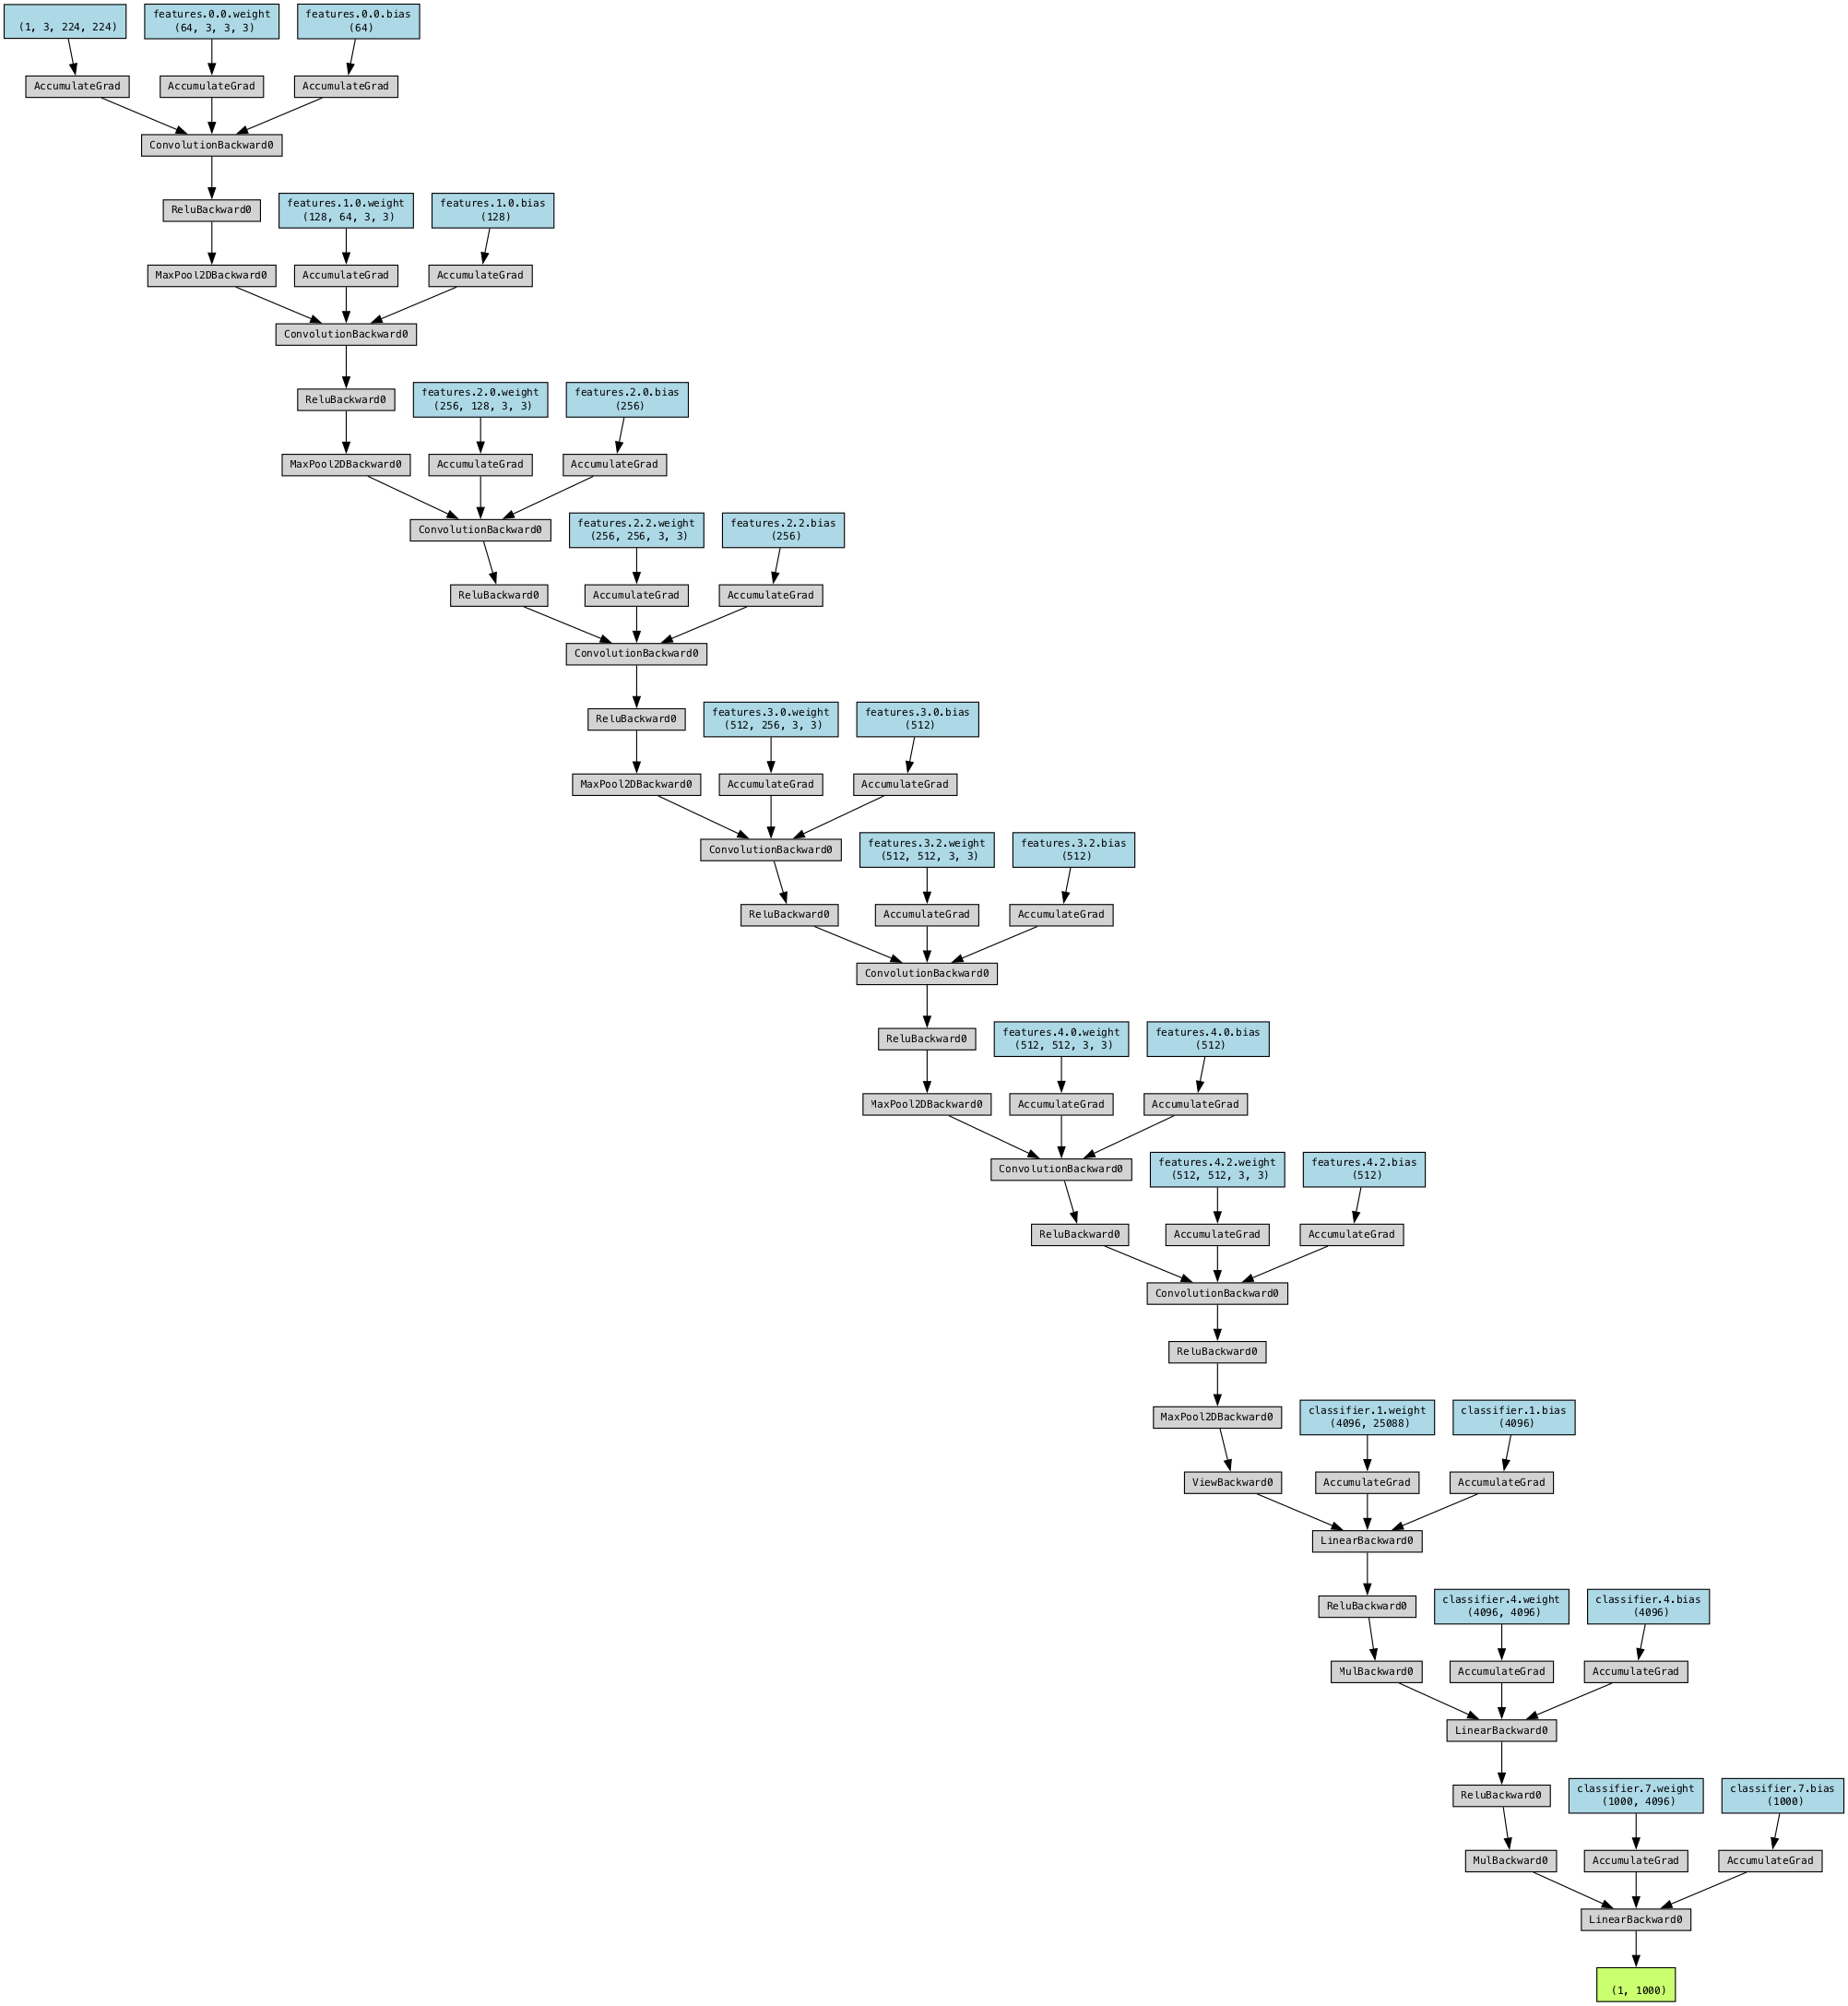 (1, 3, 224, 224)
features.0.0.weight
(64, 3, 3, 3)
features.0.0.bias
(64)
AccumulateGrad
AccumulateGrad
AccumulateGrad
ConvolutionBackward0
ReluBackward0
features.1.0.weight
(128, 64, 3, 3)
features.1.0.bias
(128)
MaxPool2DBackward0
AccumulateGrad
AccumulateGrad
ConvolutionBackward0
ReluBackward0
features.2.0.weight
(256, 128, 3, 3)
features.2.0.bias
(256)
MaxPool2DBackward0
AccumulateGrad
AccumulateGrad
ConvolutionBackward0
features.2.2.weight
(256, 256, 3, 3)
features.2.2.bias
(256)
ReluBackward0
AccumulateGrad
AccumulateGrad
ConvolutionBackward0
ReluBackward0
features.3.0.weight
(512, 256, 3, 3)
features.3.0.bias
(512)
MaxPool2DBackward0
AccumulateGrad
AccumulateGrad
ConvolutionBackward0
features.3.2.weight
(512, 512, 3, 3)
features.3.2.bias
(512)
ReluBackward0
AccumulateGrad
AccumulateGrad
ConvolutionBackward0
ReluBackward0
features.4.0.weight
(512, 512, 3, 3)
features.4.0.bias
(512)
MaxPool2DBackward0
AccumulateGrad
AccumulateGrad
ConvolutionBackward0
features.4.2.weight
(512, 512, 3, 3)
features.4.2.bias
(512)
ReluBackward0
AccumulateGrad
AccumulateGrad
ConvolutionBackward0
ReluBackward0
MaxPool2DBackward0
classifier.1.weight
(4096, 25088)
classifier.1.bias
(4096)
ViewBackward0
AccumulateGrad
AccumulateGrad
LinearBackward0
ReluBackward0
classifier.4.weight
(4096, 4096)
classifier.4.bias
(4096)
MulBackward0
AccumulateGrad
AccumulateGrad
LinearBackward0
ReluBackward0
classifier.7.weight
(1000, 4096)
classifier.7.bias
(1000)
MulBackward0
AccumulateGrad
AccumulateGrad
LinearBackward0
(1, 1000)